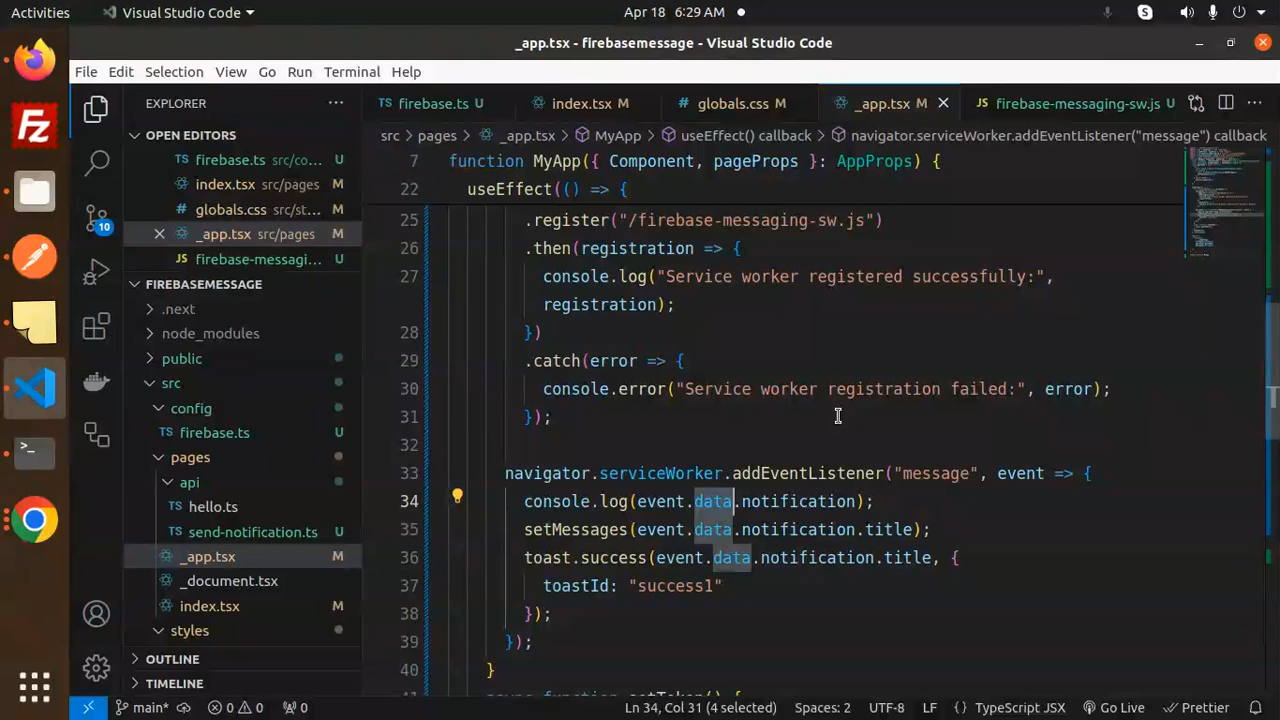 Activities
Visual Studio Code
Apr 18 6:29 AM
_app.tsx - firebasemessage - Visual Studio Code
File Edit Selection View Go Run Terminal Help
EXPLORER
firebase.ts U
index.tsx M
globals.css M
_app.tsx M
firebase-messaging-sw.js U
OPEN EDITORS
src > pages > _app.tsx > MyApp > useEffect() callback > navigator.serviceWorker.addEventListener("message") callback
firebase.ts src/co... U
index.tsx src/pages M
globals.css src/st... M
_app.tsx src/pages M
firebase-messagi... U
FIREBASEMESSAGE
.next
node_modules
public
src
config
firebase.ts U
pages
api
hello.ts
send-notification.ts U
_app.tsx M
_document.tsx
index.tsx M
styles
OUTLINE
TIMELINE
10
7 function MyApp({ Component, pageProps }: AppProps) {
22 useEffect(() => {
25 .register("/firebase-messaging-sw.js")
26 .then(registration => {
27 console.log("Service worker registered successfully:",
registration);
28 })
29 .catch(error => {
30 console.error("Service worker registration failed:", error);
31 });
32
33 navigator.serviceWorker.addEventListener("message", event => {
34 console.log(event.data.notification);
35 setMessages(event.data.notification.title);
36 toast.success(event.data.notification.title, {
37 toastId: "success1"
38 });
39 });
40 }
main* 0 0 0
Ln 34, Col 31 (4 selected) Spaces: 2 UTF-8 LF TypeScript JSX Go Live Prettier